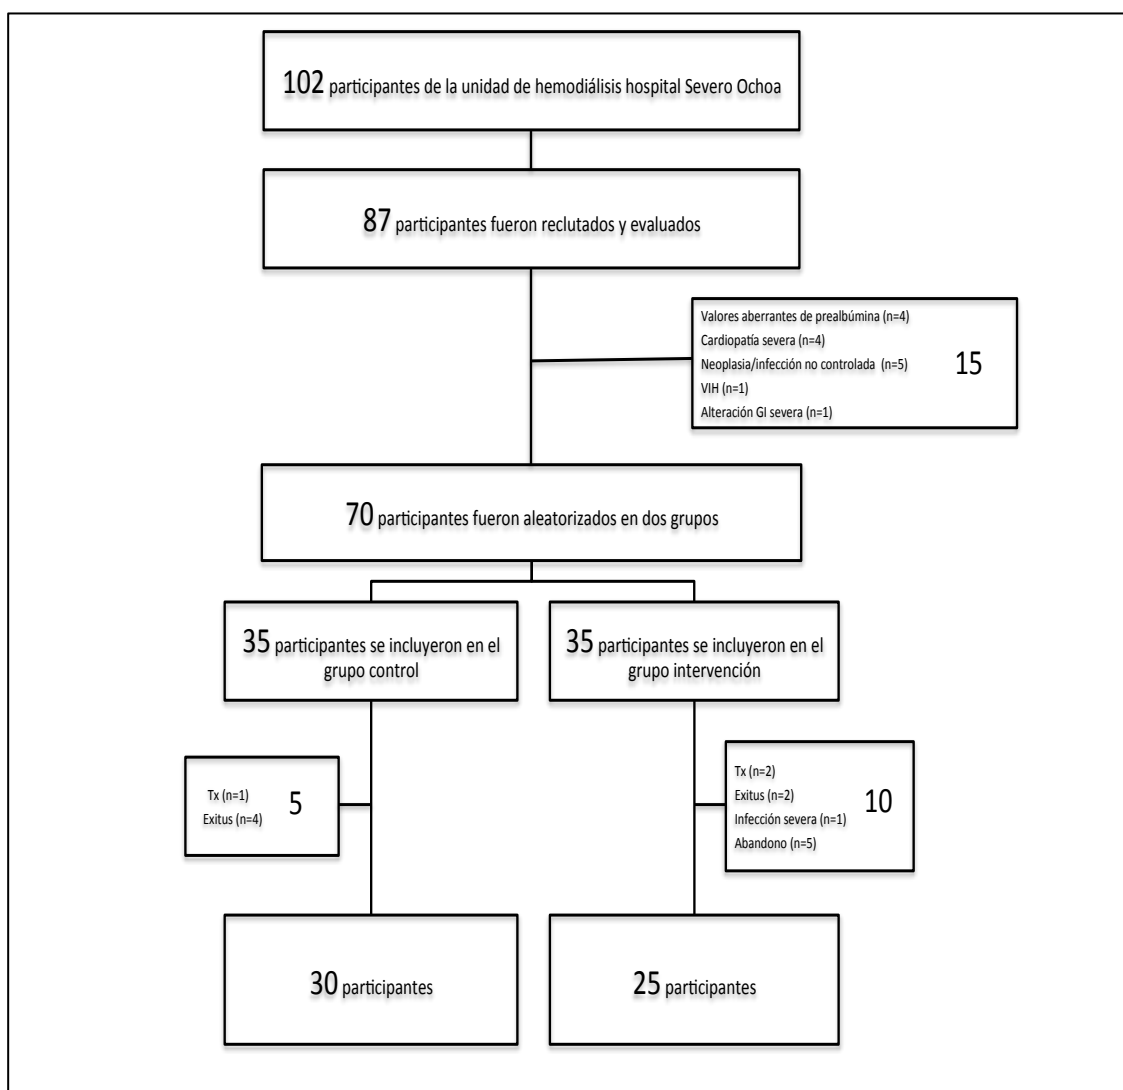 102 participantes de la unidad de hemodiálisis hospital Severo Ochoa
87 participantes fueron reclutados y evaluados
Valores aberrantes de prealbúmina (n=4)
Cardiopatía severa (n=4)
Neoplasia/infección no controlada (n=5)
VIH (n=1)
Alteración GI severa (n=1)
15
70 participantes fueron aleatorizados en dos grupos
35 participantes se incluyeron en el
grupo control
35 participantes se incluyeron en el
grupo intervención
Tx (n=1)
Exitus (n=4)
5
Tx (n=2)
Exitus (n=2)
Infección severa (n=1)
Abandono (n=5)
10
30 participantes
25 participantes